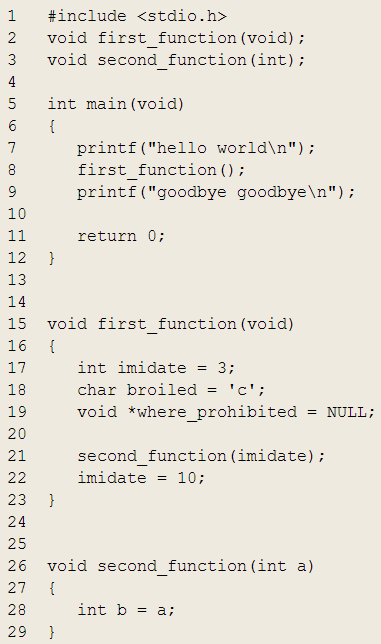 1 #include <stdio.h>
2 void first_function(void);
3 void second_function(int);
4
5 int main(void)
6 {
7    printf("hello world\n");
8    first_function();
9    printf("goodbye goodbye\n");
10
11    return 0;
12 }
13
14
15 void first_function(void)
16 {
17    int imidate = 3;
18    char broiled = 'c';
19    void *where_prohibited = NULL;
20
21    second_function(imidate);
22    imidate = 10;
23 }
24
25
26 void second_function(int a)
27 {
28    int b = a;
29 }